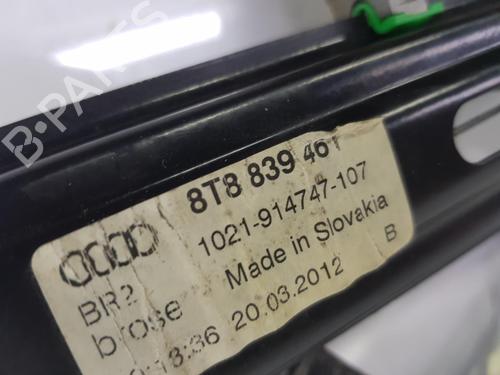 B-PARTS
8T8 839 461
1021-914747-107
Made in Slovakia
BR2
brose
20.03.2012
B